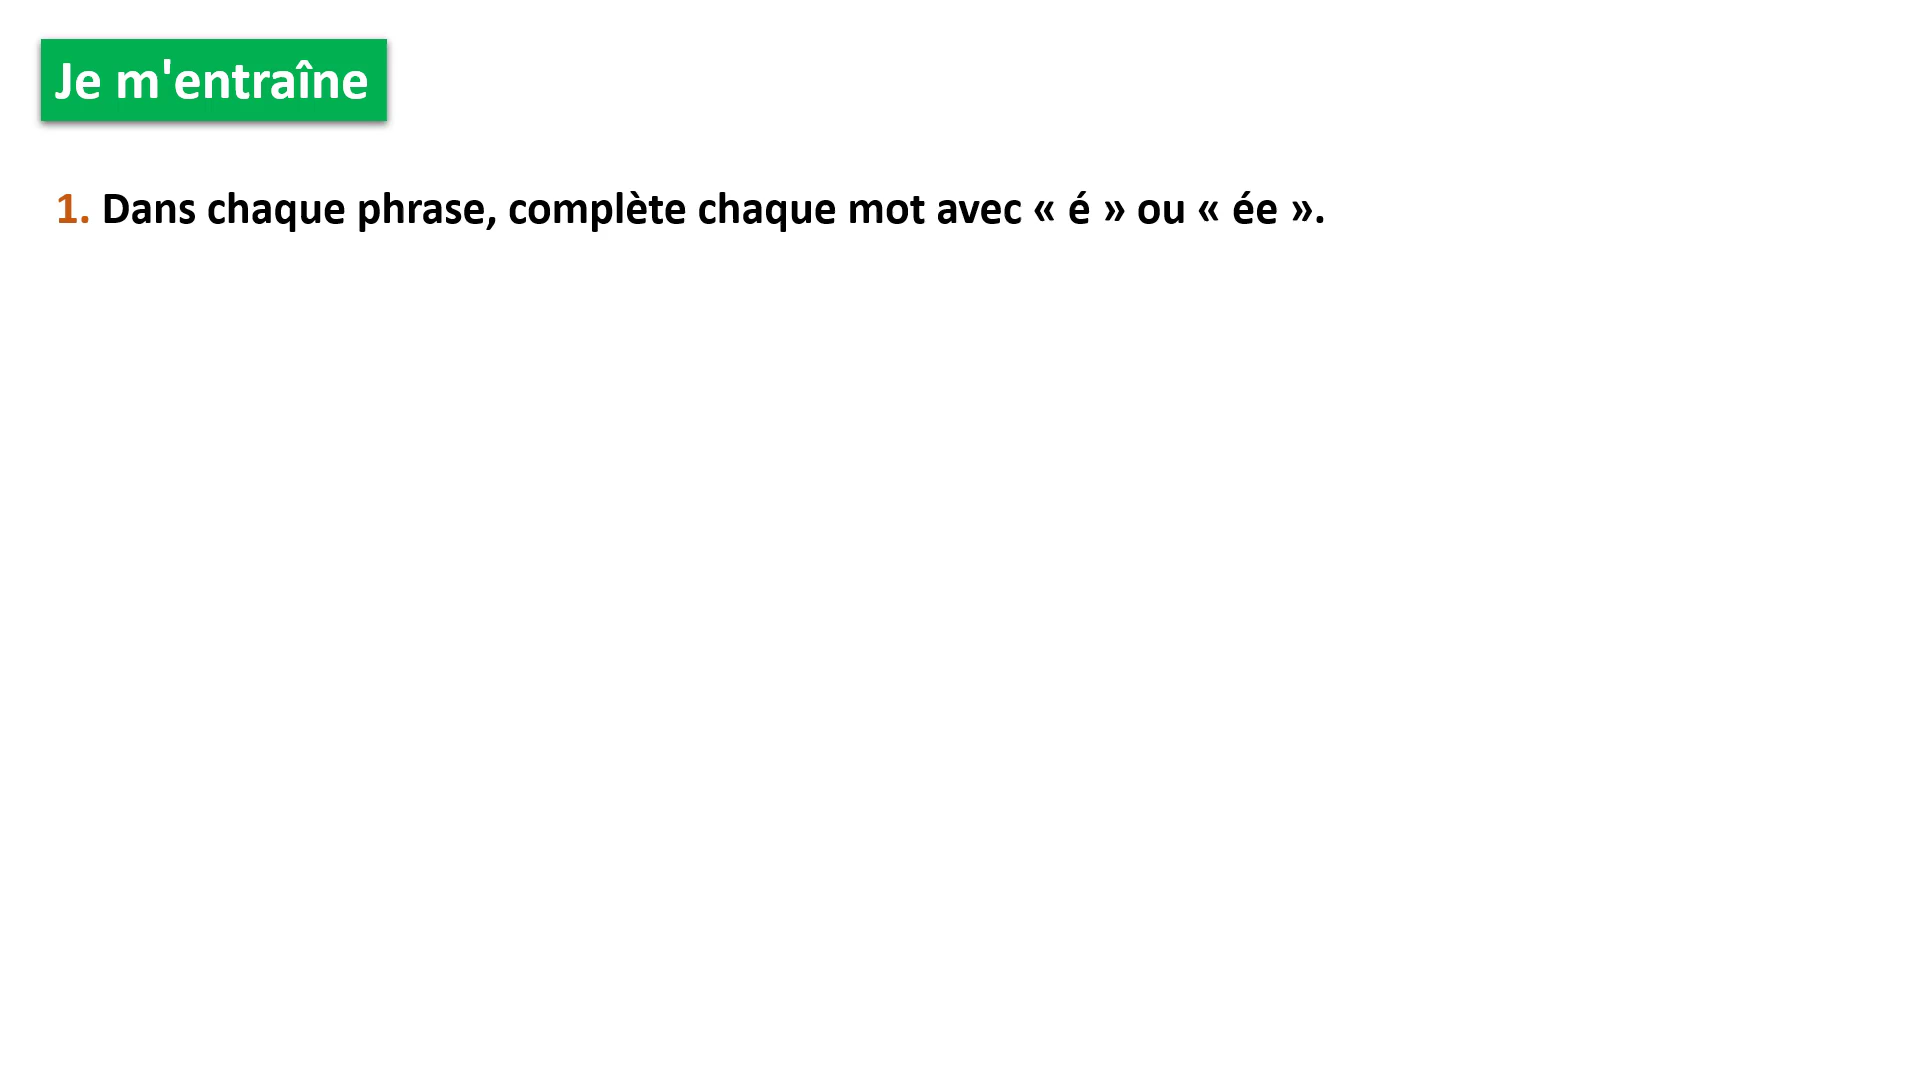 Je m'entraîne
1. Dans chaque phrase, complète chaque mot avec « é » ou « ée ».